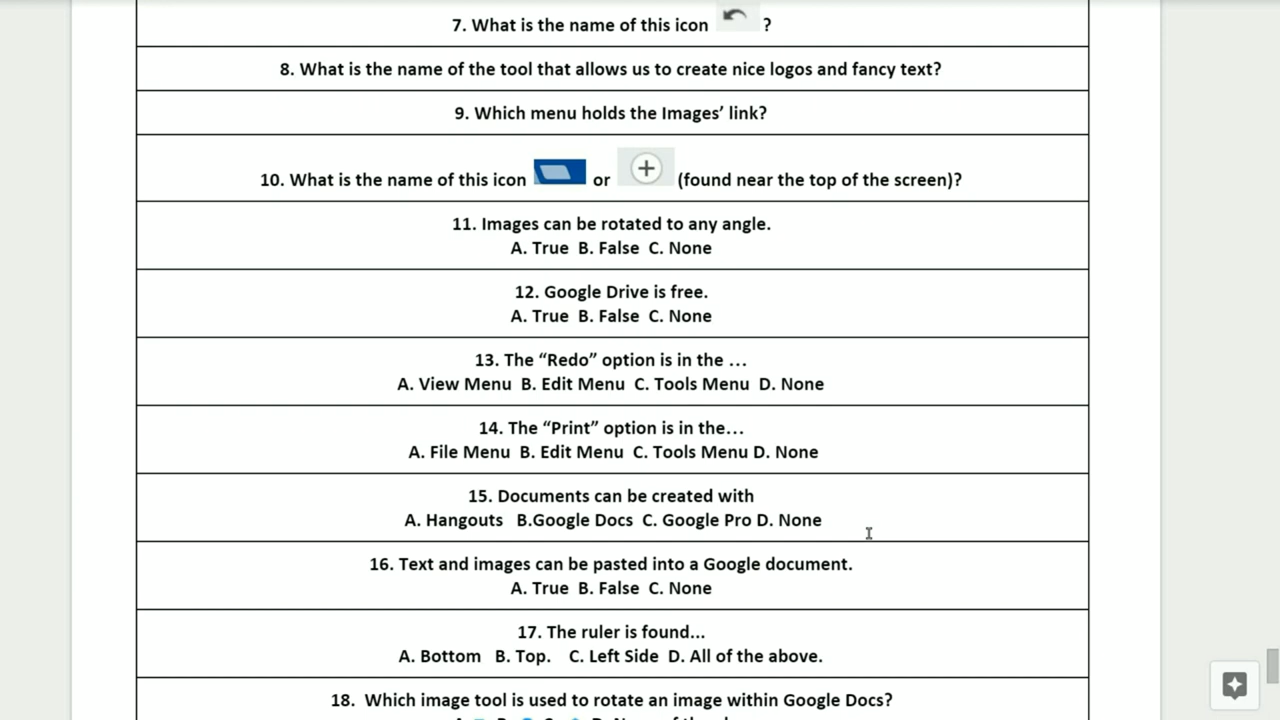 7. What is the name of this icon ?
8. What is the name of the tool that allows us to create nice logos and fancy text?
9. Which menu holds the Images’ link?
10. What is the name of this icon or (found near the top of the screen)?
11. Images can be rotated to any angle.
A. True B. False C. None
12. Google Drive is free.
A. True B. False C. None
13. The “Redo” option is in the …
A. View Menu B. Edit Menu C. Tools Menu D. None
14. The “Print” option is in the…
A. File Menu B. Edit Menu C. Tools Menu D. None
15. Documents can be created with
A. Hangouts B.Google Docs C. Google Pro D. None
16. Text and images can be pasted into a Google document.
A. True B. False C. None
17. The ruler is found...
A. Bottom B. Top. C. Left Side D. All of the above.
18. Which image tool is used to rotate an image within Google Docs?